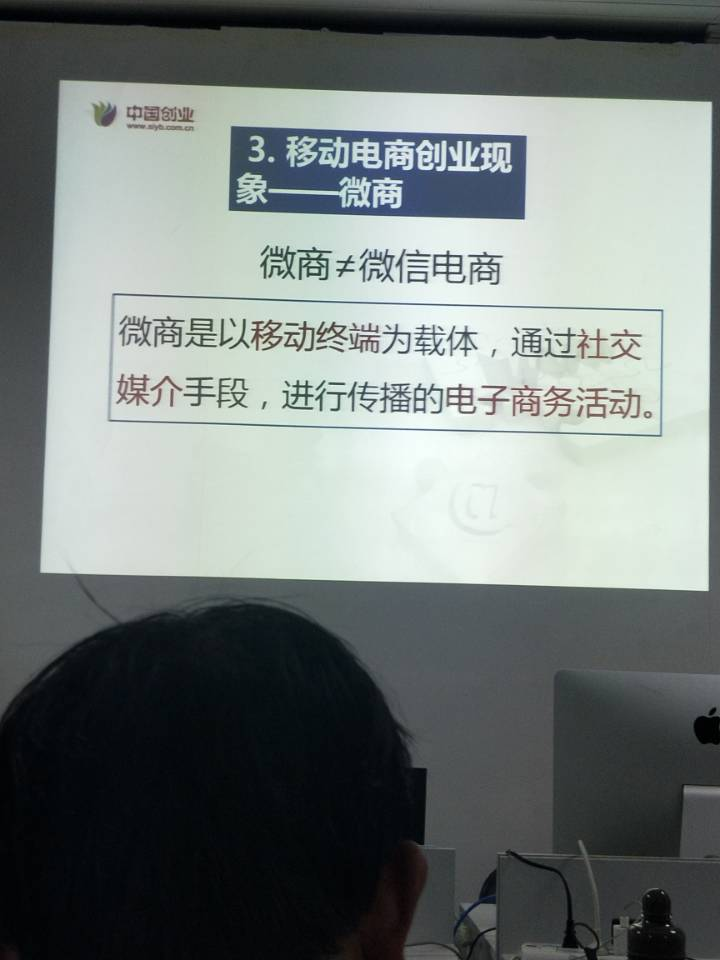 中国创业
www.siyb.com.cn
3. 移动电商创业现
象——微商
微商≠微信电商
微商是以移动终端为载体，通过社交
媒介手段，进行传播的电子商务活动。